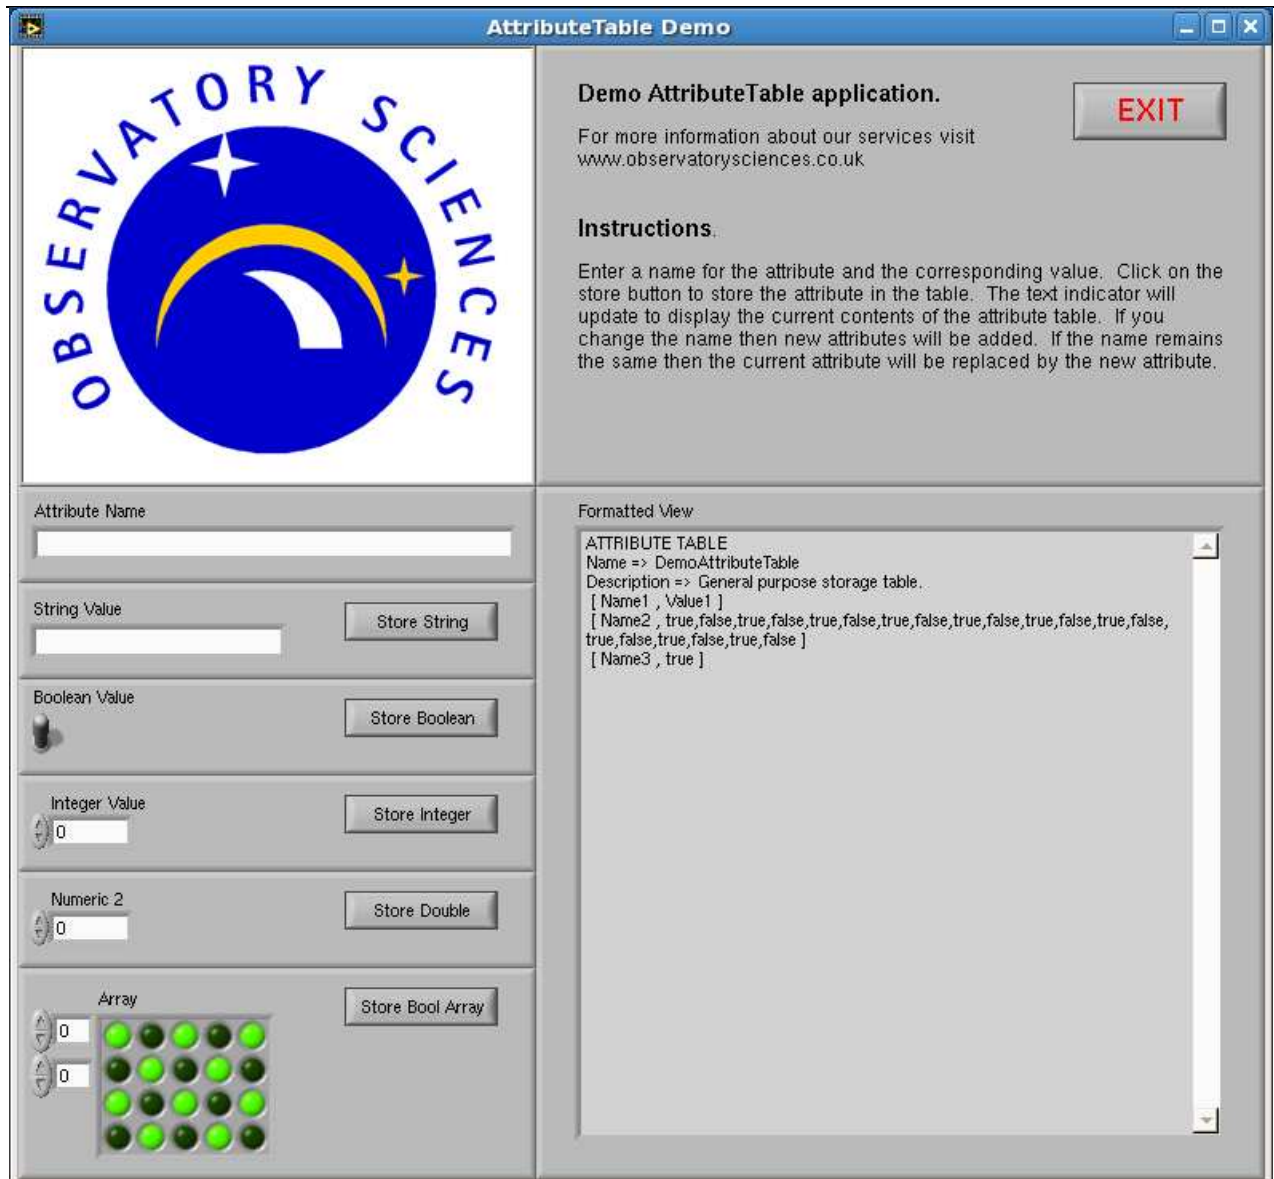 AttributeTable Demo
OBSERVATORY SCIENCES
Demo AttributeTable application.
EXIT
For more information about our services visit
www.observatorysciences.co.uk
Instructions.
Enter a name for the attribute and the corresponding value. Click on the
store button to store the attribute in the table. The text indicator will
update to display the current contents of the attribute table. If you
change the name then new attributes will be added. If the name remains
the same then the current attribute will be replaced by the new attribute.
Attribute Name
String Value
Store String
Boolean Value
Store Boolean
Integer Value
0
Store Integer
Numeric 2
0
Store Double
Array
0
0
Store Bool Array
Formatted View
ATTRIBUTE TABLE
Name => DemoAttributeTable
Description => General purpose storage table.
[ Name1 , Value1 ]
[ Name2 , true,false,true,false,true,false,true,false,true,false,true,false,true,false,
true,false,true,false,true,false ]
[ Name3 , true ]